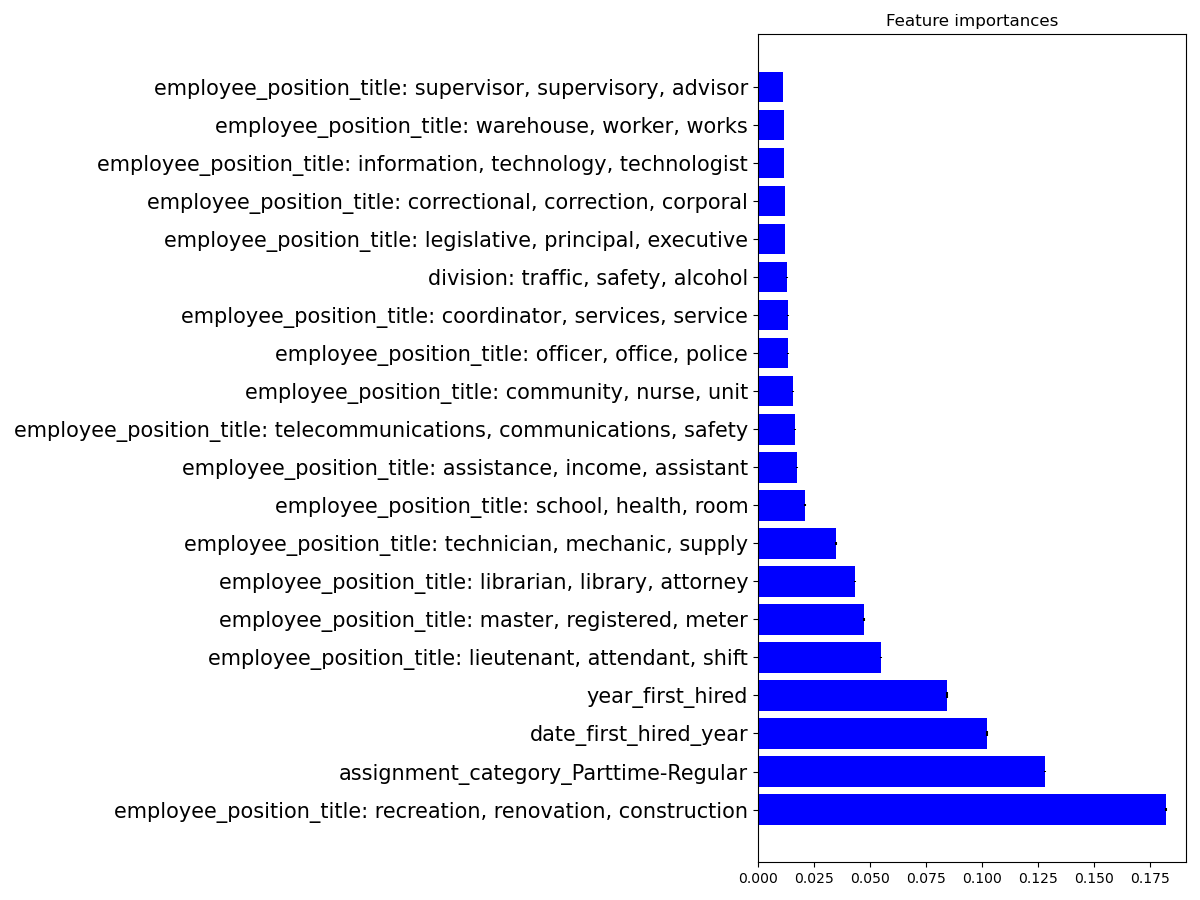 Feature importances
employee_position_title: supervisor, supervisory, advisor
employee_position_title: warehouse, worker, works
employee_position_title: information, technology, technologist
employee_position_title: correctional, correction, corporal
employee_position_title: legislative, principal, executive
division: traffic, safety, alcohol
employee_position_title: coordinator, services, service
employee_position_title: officer, office, police
employee_position_title: community, nurse, unit
employee_position_title: telecommunications, communications, safety
employee_position_title: assistance, income, assistant
employee_position_title: school, health, room
employee_position_title: technician, mechanic, supply
employee_position_title: librarian, library, attorney
employee_position_title: master, registered, meter
employee_position_title: lieutenant, attendant, shift
year_first_hired
date_first_hired_year
assignment_category_Parttime-Regular
employee_position_title: recreation, renovation, construction
0.000 0.025 0.050 0.075 0.100 0.125 0.150 0.175